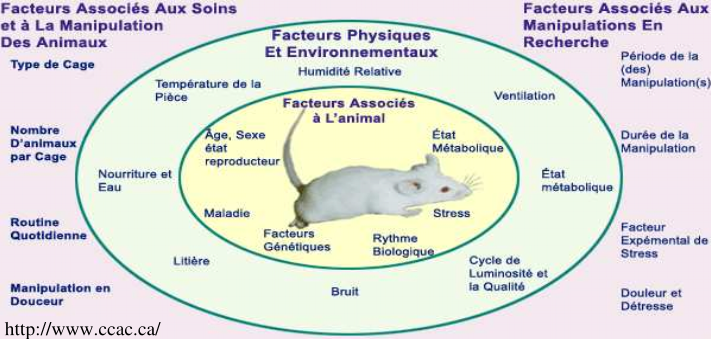 Facteurs Associés Aux Soins
et à La Manipulation
Des Animaux
Type de Cage
Nombre
D'animaux
par Cage
Routine
Quotidienne
Manipulation en
Douceur
http://www.ccac.ca/
Facteurs Physiques
Et Environnementaux
Humidité Relative
Température de la
Pièce
Ventilation
Nourriture et
Eau
État
métabolique
Litière
Bruit
Cycle de
Luminosité et
la Qualité
Facteurs Associés
à L'animal
Âge, Sexe
état
reproducteur
État
Métabolique
Maladie
Stress
Facteurs
Génétiques
Rythme
Biologique
Facteurs Associés Aux
Manipulations En
Recherche
Période de la
(des)
Manipulation(s)
Durée de la
Manipulation
Facteur
Expémental de
Stress
Douleur et
Détresse